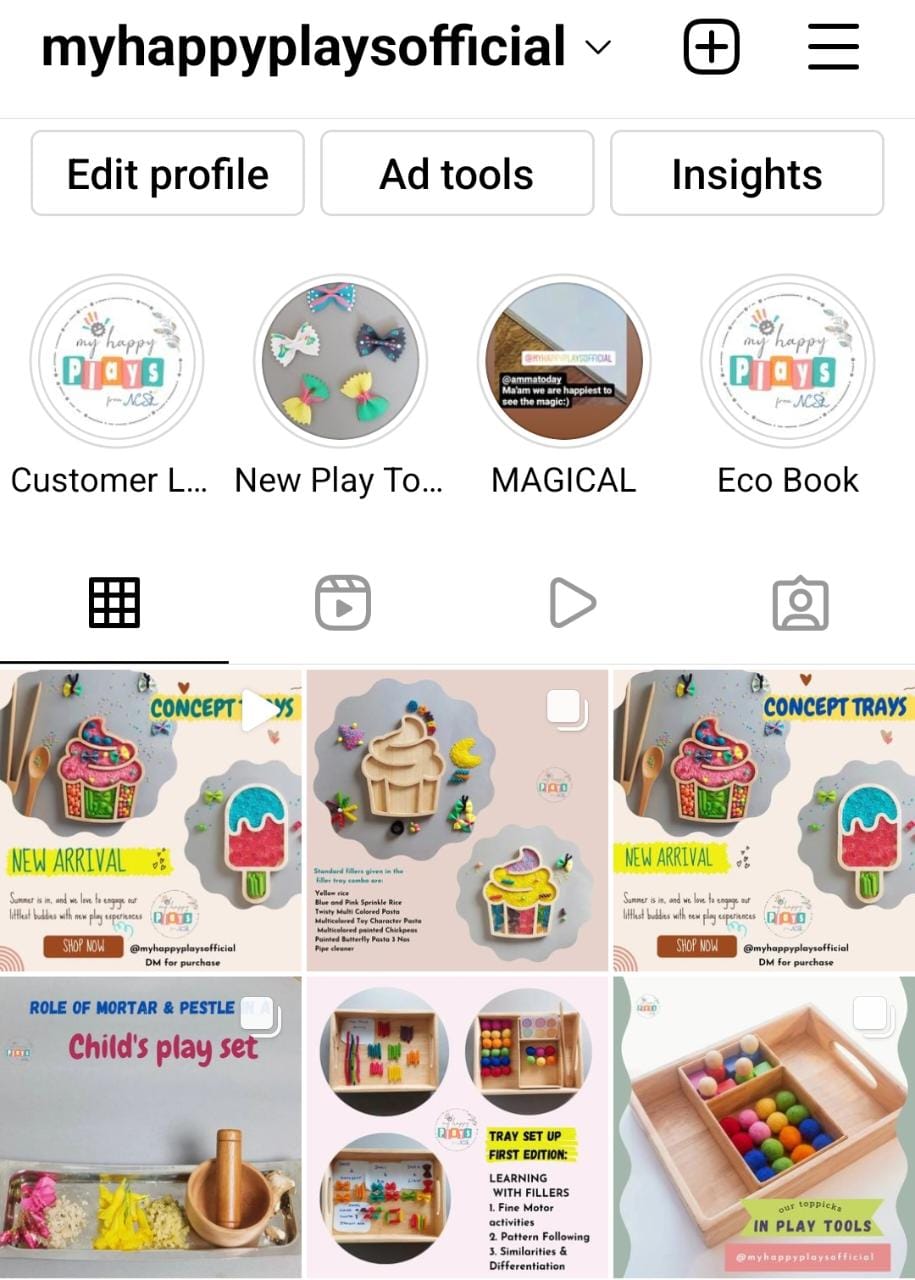 myhappyplaysofficial
Edit profile
Ad tools
Insights
my happy
Plays
from NCSL
@MYHAPPYPLAYSOFFICIAL
@ammatoday
Ma'am we are happiest to
see the magic:)
my happy
Plays
from NCSL
Customer L...
New Play To...
MAGICAL
Eco Book
CONCEPT TRAYS
NEW ARRIVAL
Summer is in, and we love to engage our
littlest buddies with new play experiences
SHOP NOW
@myhappyplaysofficial
DM for purchase
Standard fillers given in the
filler tray combo are:
Yellow rice
Blue and Pink Sprinkle Rice
Twisty Multi Colored Pasta
Multicolored Toy Character Pasta
Multicolored painted Chickpeas
Painted Butterfly Pasta 3 Nos
Pipe cleaner
CONCEPT TRAYS
NEW ARRIVAL
Summer is in, and we love to engage our
littlest buddies with new play experiences
SHOP NOW
@myhappyplaysofficial
DM for purchase
ROLE OF MORTAR & PESTLE IN A
Child's play set
my happy
Plays
TRAY SET UP
FIRST EDITION:
LEARNING
WITH FILLERS
1. Fine Motor
activities
2. Pattern Following
3. Similarities &
Differentiation
our toppicks
IN PLAY TOOLS
@myhappyplaysofficial